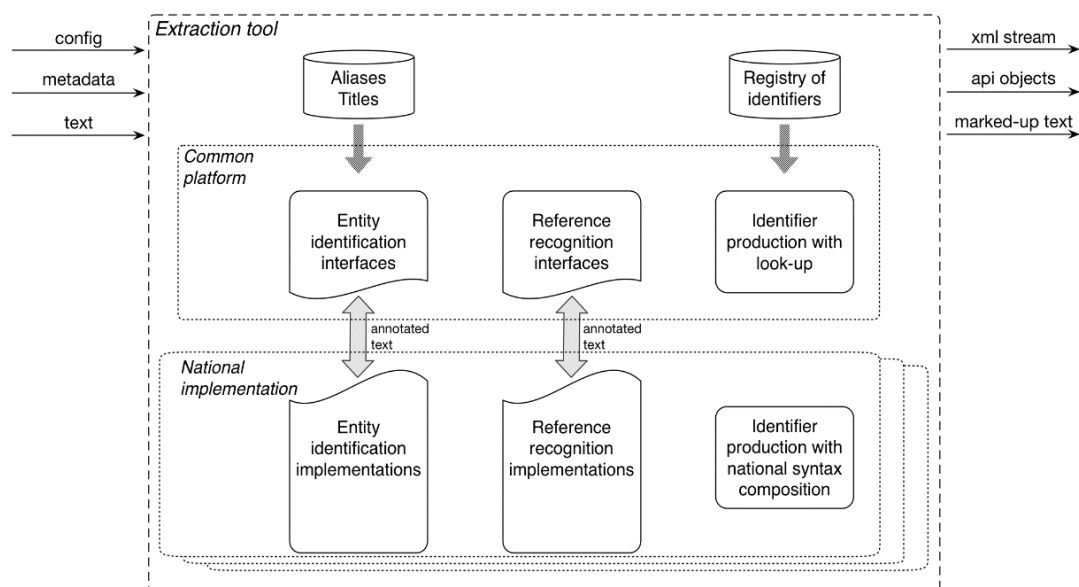 Extraction tool
config
metadata
text
xml stream
api objects
marked-up text
Aliases
Titles
Registry of
identifiers
Common
platform
Entity
identification
interfaces
Reference
recognition
interfaces
Identifier
production with
look-up
annotated
text
annotated
text
National
implementation
Entity
identification
implementations
Reference
recognition
implementations
Identifier
production with
national syntax
composition